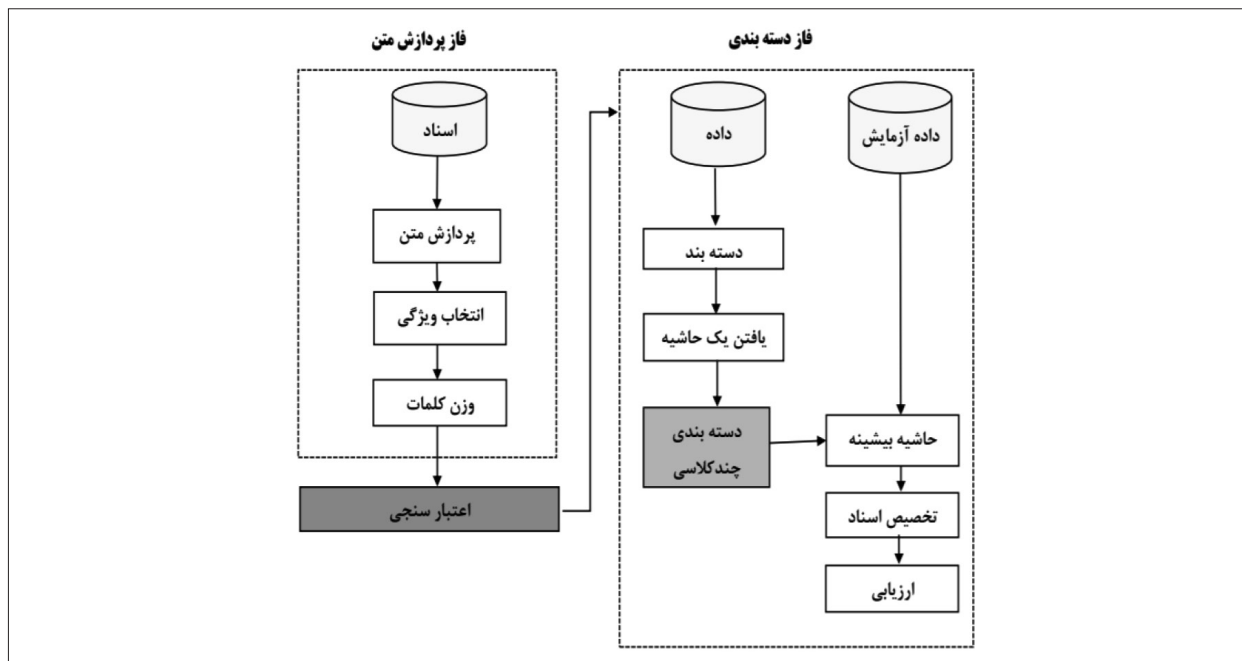 فاز پردازش متن
اسناد
پردازش متن
انتخاب ویژگی
وزن کلمات
اعتبار سنجی
فاز دسته بندی
داده
دسته بند
یافتن یک حاشیه
دسته بندی
چندکلاسی
داده آزمایش
حاشیه بیشینه
تخصیص اسناد
ارزیابی